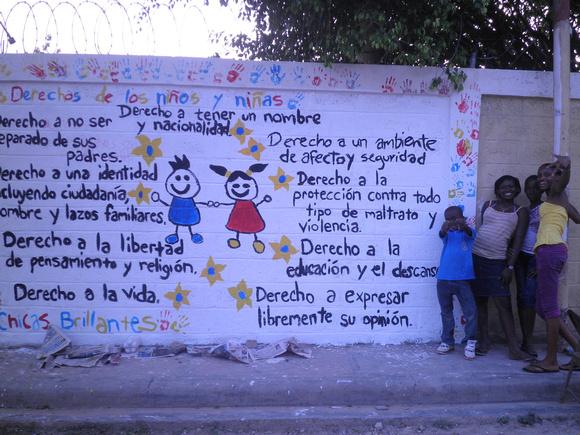 Derechos de los niños y niñas
Derecho a no ser
separado de sus
padres.
Derecho a una identidad
incluyendo ciudadanía,
nombre y lazos familiares.
Derecho a la libertad
de pensamiento y religión.
Derecho a la vida.
Chicas Brillantes
Derecho a tener un nombre
y nacionalidad
Derecho a un ambiente
de afecto y seguridad
Derecho a la
protección contra todo
tipo de maltrato y
violencia.
Derecho a la
educación y el descanso
Derecho a expresar
libremente su opinión.